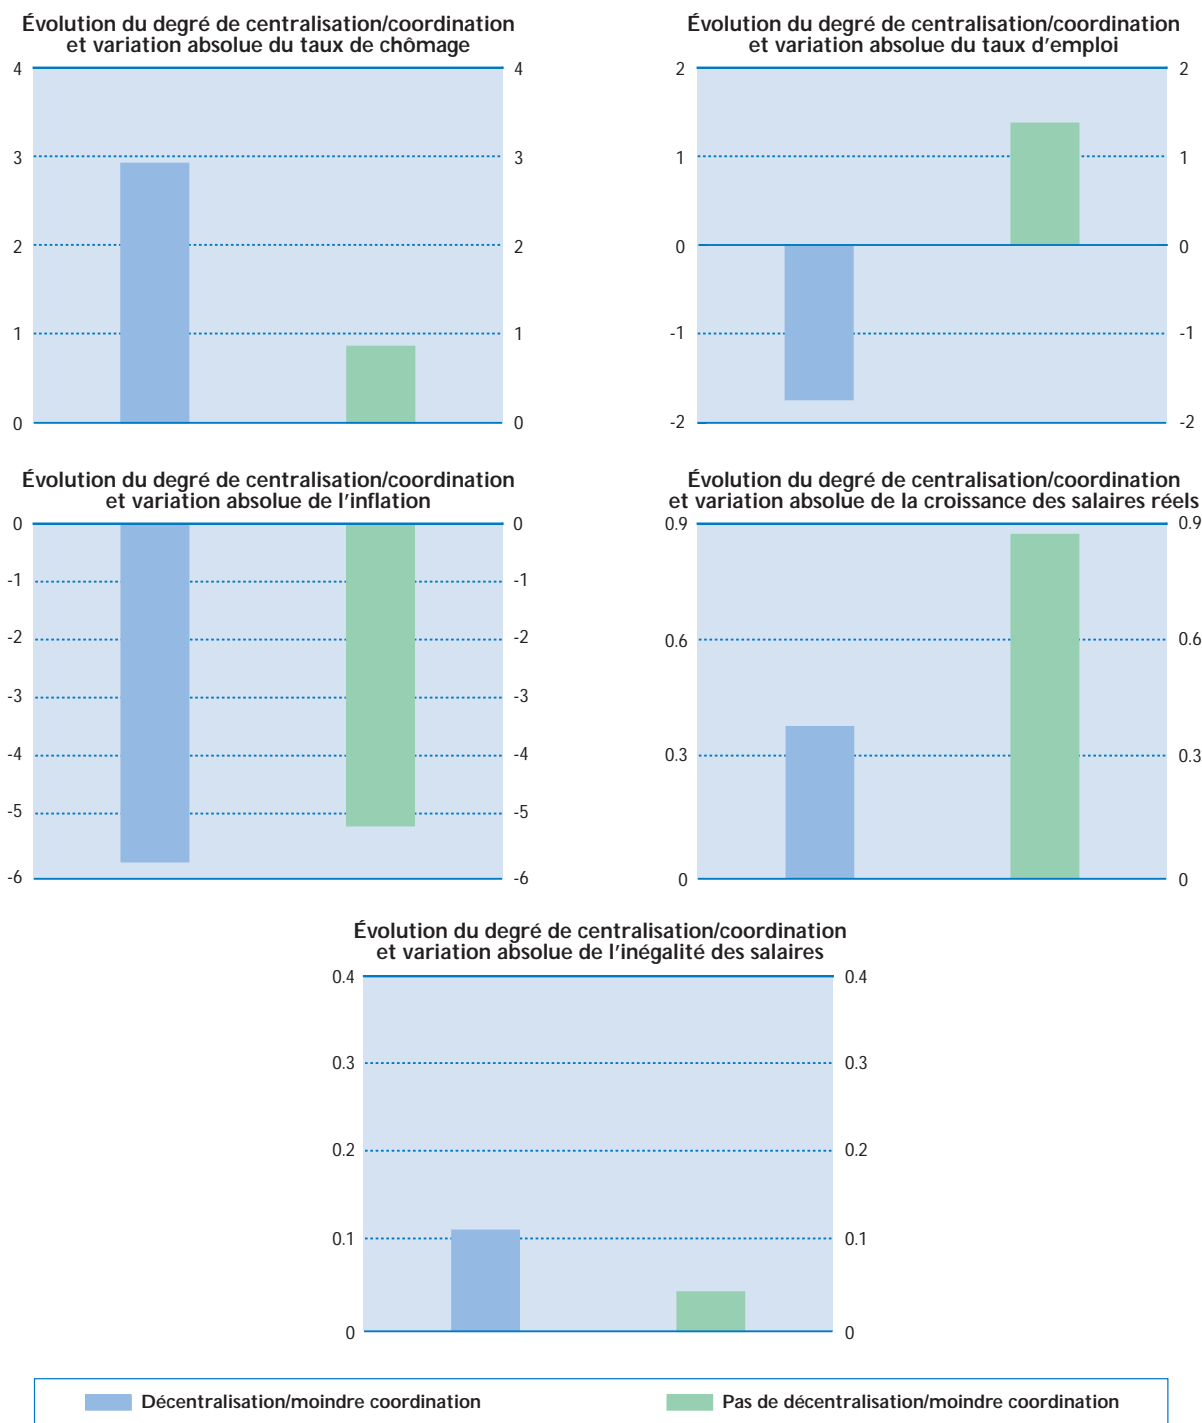 Évolution du degré de centralisation/coordination
et variation absolue du taux de chômage
4 4
3 3
2 2
1 1
0 0
Évolution du degré de centralisation/coordination
et variation absolue du taux d'emploi
2 2
1 1
0 0
-1 -1
-2 -2
Évolution du degré de centralisation/coordination
et variation absolue de l'inflation
0 0
-1 -1
-2 -2
-3 -3
-4 -4
-5 -5
-6 -6
Évolution du degré de centralisation/coordination
et variation absolue de la croissance des salaires réels
0.9 0.9
0.6 0.6
0.3 0.3
0 0
Évolution du degré de centralisation/coordination
et variation absolue de l'inégalité des salaires
0.4 0.4
0.3 0.3
0.2 0.2
0.1 0.1
0 0
Décentralisation/moindre coordination
Pas de décentralisation/moindre coordination